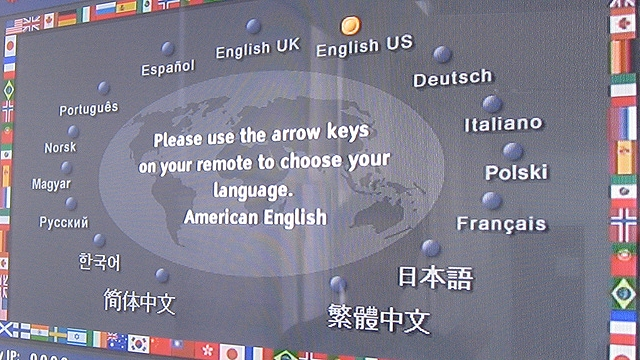 English US
English UK
Español
Deutsch
Português
Italiano
Norsk
Polski
Magyar
Français
Русский
한국어
日本語
简体中文
繁體中文
Please use the arrow keys
on your remote to choose your
language.
American English